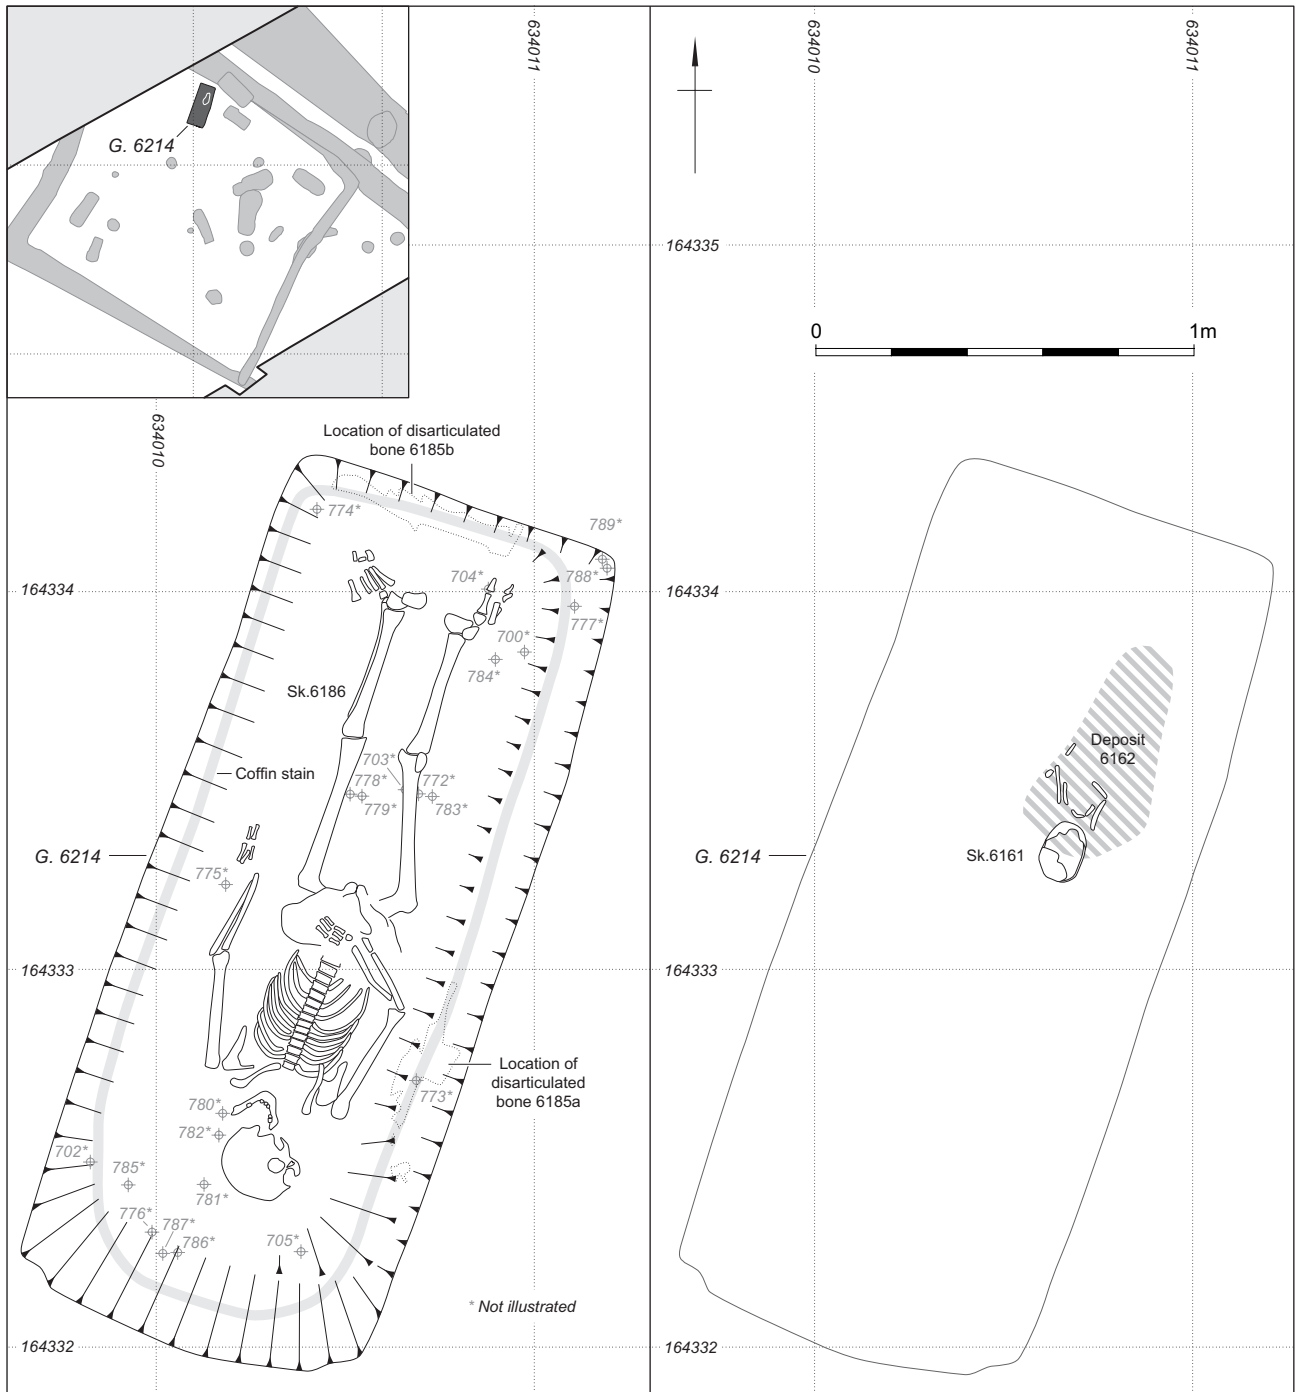 634011
634010
634011
G. 6214
164335
0
1m
634010
Location of disarticulated
bone 6185b
774*
789*
704*
788*
164334
164334
777*
700*
784*
Sk.6186
Deposit
6162
703*
Coffin stain
778*
772*
779*
783*
G. 6214
G. 6214
Sk.6161
775*
164333
164333
Location of
disarticulated
bone 6185a
773*
780*
782*
702*
785*
781*
776*
787*
786*
705*
* Not illustrated
164332
164332